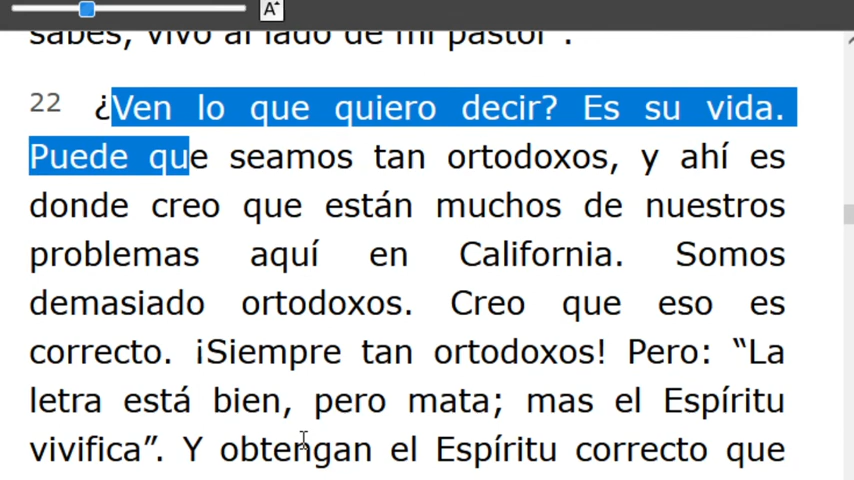 A
sabes, vivo al lado de mi pastor”.
22 ¿Ven lo que quiero decir? Es su vida.
Puede que seamos tan ortodoxos, y ahí es
donde creo que están muchos de nuestros
problemas aquí en California. Somos
demasiado ortodoxos. Creo que eso es
correcto. ¡Siempre tan ortodoxos! Pero: “La
letra está bien, pero mata; mas el Espíritu
vivifica”. Y obtengan el Espíritu correcto que